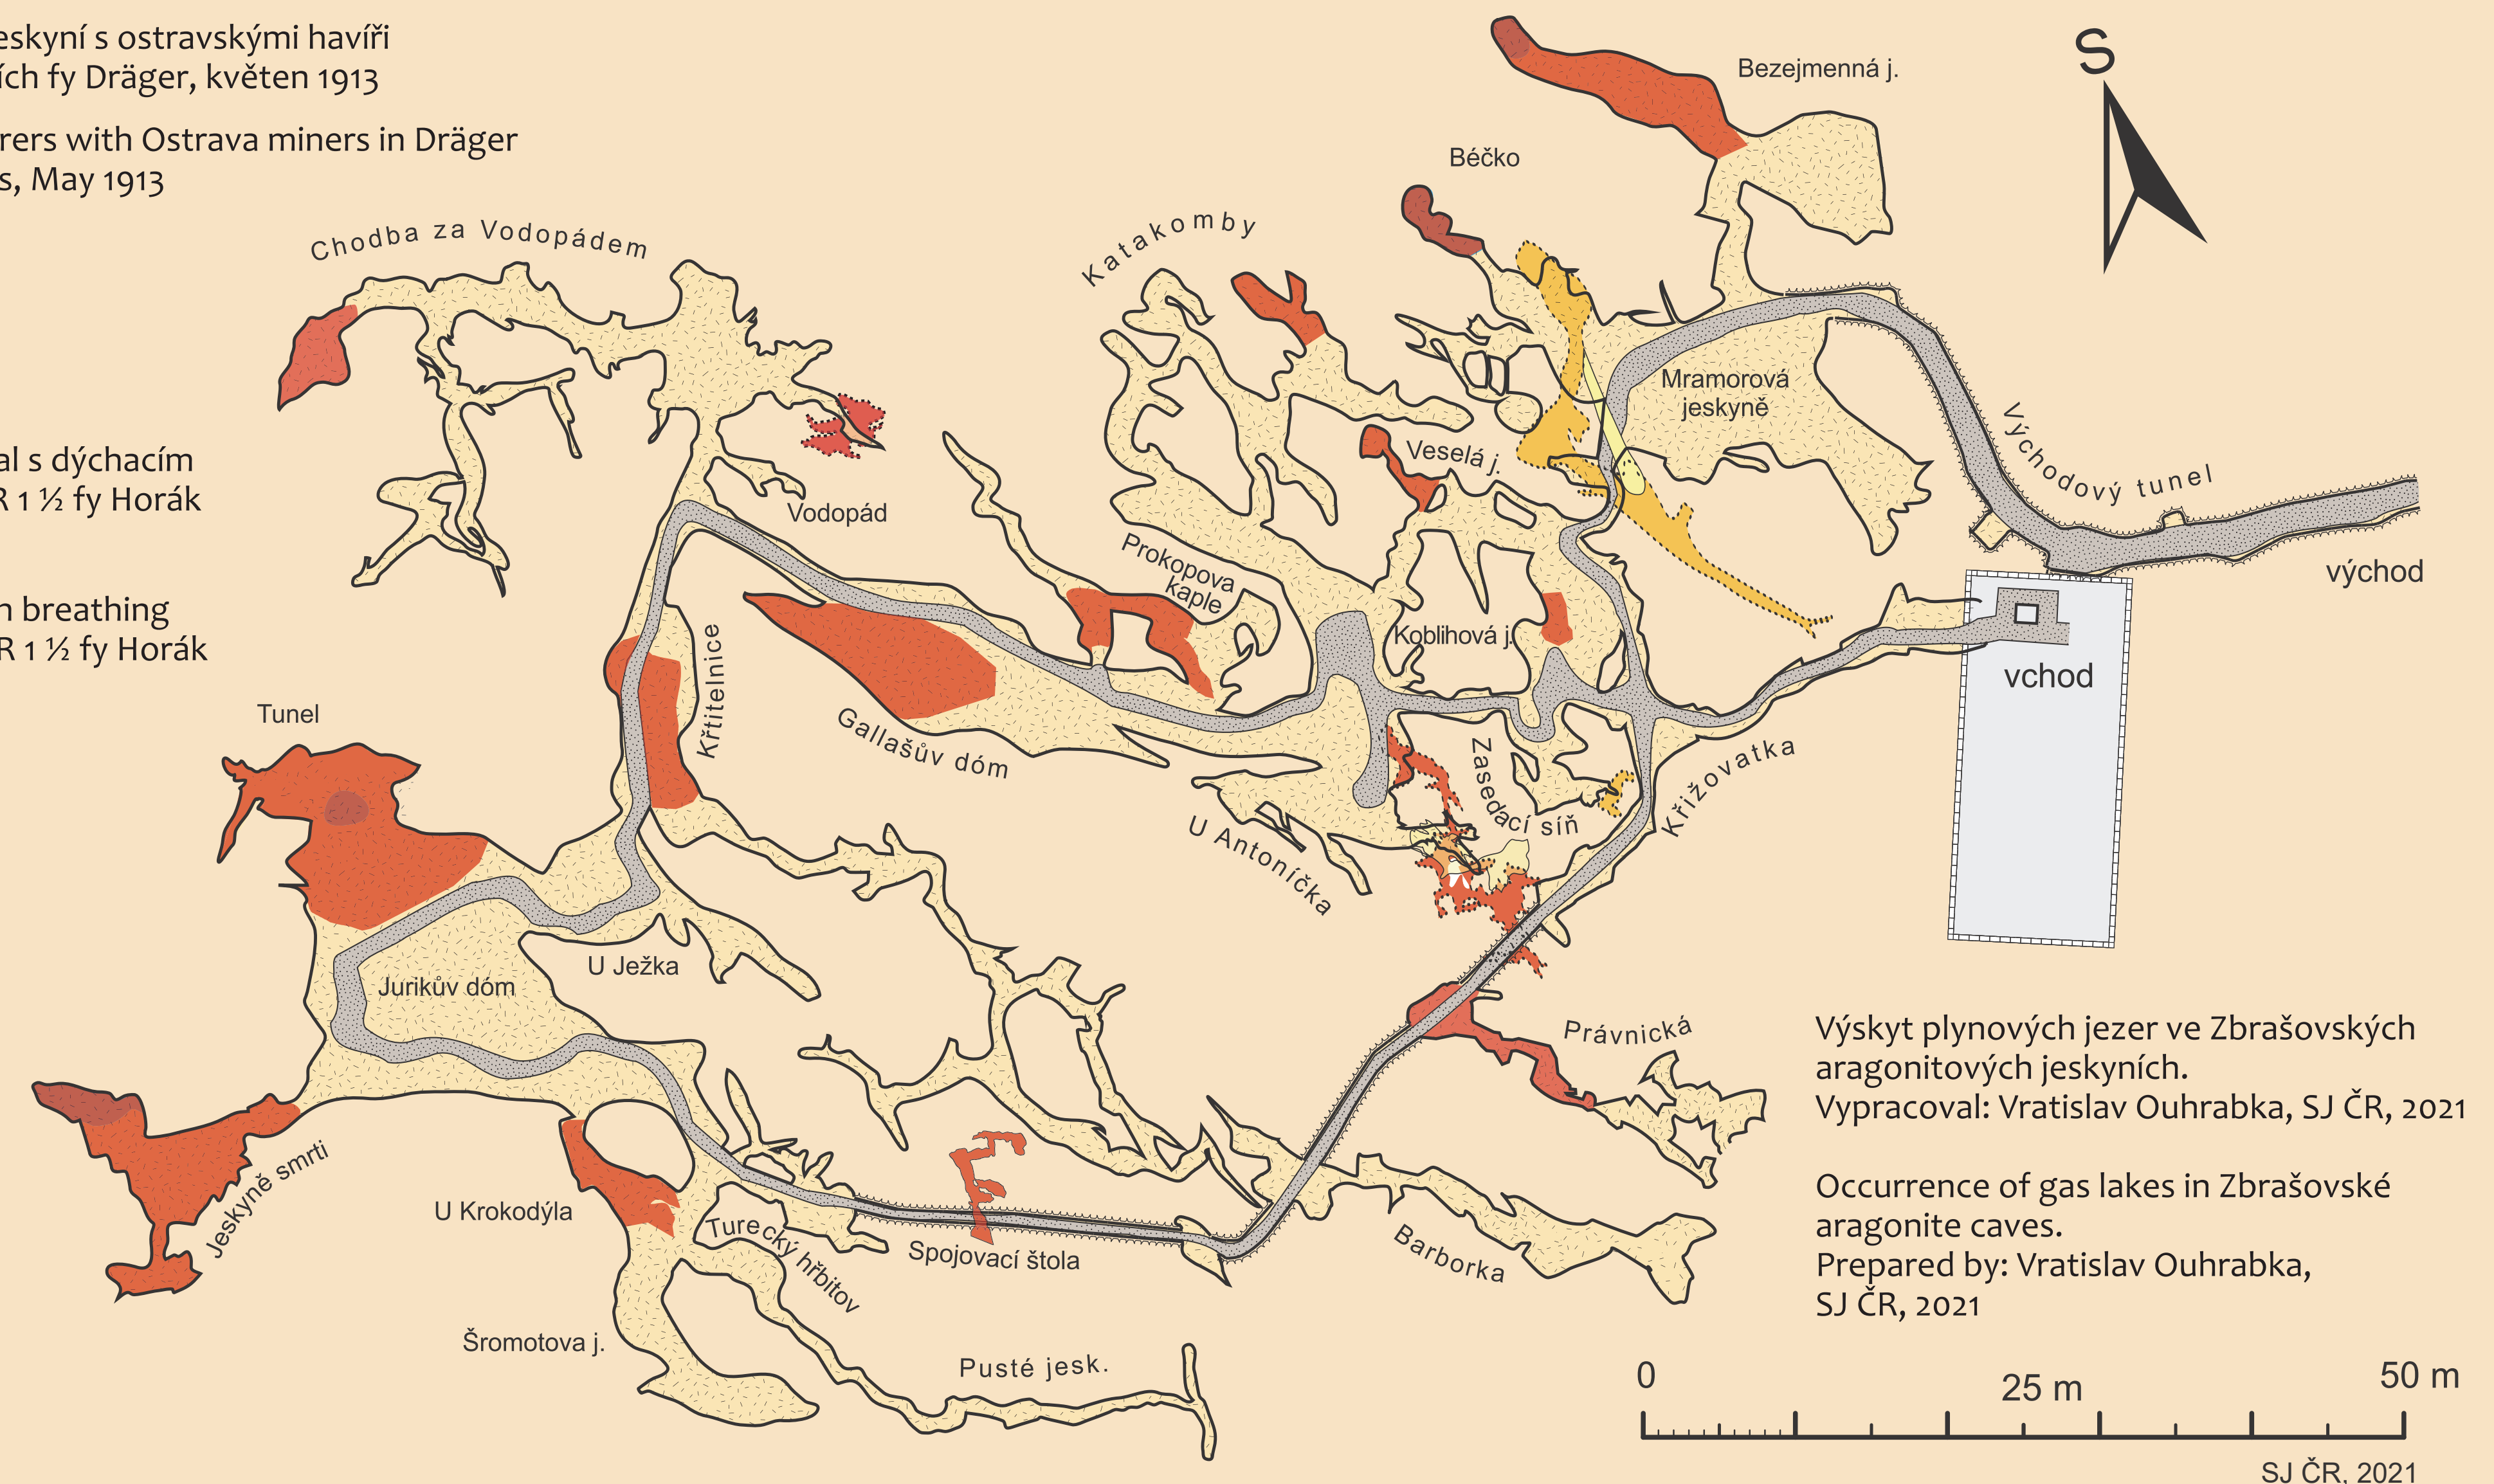 eskyní s ostravskými havíři
ích fy Dräger, květen 1913
rers with Ostrava miners in Dräger
s, May 1913
al s dýchacím
R 1 ½ fy Horák
n breathing
R 1 ½ fy Horák
S
Bezejmenná j.
Béčko
Katakomby
Chodba za Vodopádem
Mramorová
jeskyně
Veselá j.
Východový tunel
Vodopád
východ
Prokopova
kaple
Koblihová j.
vchod
Křtitelnice
Tunel
Gallašův dóm
Zasedací síň
Křižovatka
U Antoníčka
U Ježka
Jurikův dóm
Právnická
Jeskyně smrti
U Krokodýla
Turecký hřbitov
Spojovací štola
Barborka
Šromotova j.
Pusté jesk.
Výskyt plynových jezer ve Zbrašovských
aragonitových jeskyních.
Vypracoval: Vratislav Ouhrabka, SJ ČR, 2021
Occurrence of gas lakes in Zbrašovské
aragonite caves.
Prepared by: Vratislav Ouhrabka,
SJ ČR, 2021
0
25 m
50 m
SJ ČR, 2021